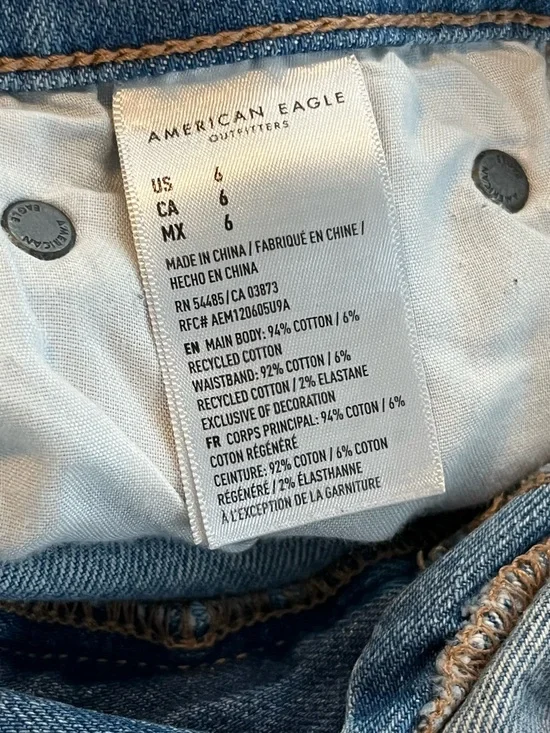 AMERICAN EAGLE
OUTFITTERS
US 6
CA 6
MX 6
MADE IN CHINA / FABRIQUÉ EN CHINE /
HECHO EN CHINA
RN 54485/CA 03873
RFC# AEM120605U9A
EN MAIN BODY: 94% COTTON / 6%
RECYCLED COTTON
WAISTBAND: 92% COTTON / 6%
RECYCLED COTTON / 2% ELASTANE
EXCLUSIVE OF DECORATION
FR CORPS PRINCIPAL: 94% COTON / 6%
COTON RÉGÉNÉRÉ
CEINTURE: 92% COTON / 6% COTON
RÉGÉNÉRÉ / 2% ÉLASTHANNE
À L'EXCEPTION DE LA GARNITURE
AMERICAN
EAGLE